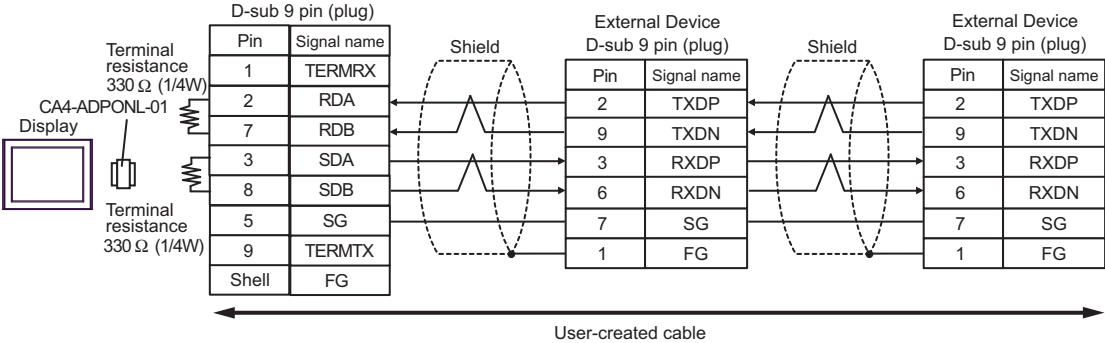 D-sub 9 pin (plug)
Pin Signal name
1 TERMRX
2 RDA
7 RDB
3 SDA
8 SDB
5 SG
9 TERMTX
Shell FG
Terminal
resistance
330 Ω (1/4W)
CA4-ADPONL-01
Display
Terminal
resistance
330 Ω (1/4W)
Shield
External Device
D-sub 9 pin (plug)
Pin Signal name
2 TXDP
9 TXDN
3 RXDP
6 RXDN
7 SG
1 FG
Shield
External Device
D-sub 9 pin (plug)
Pin Signal name
2 TXDP
9 TXDN
3 RXDP
6 RXDN
7 SG
1 FG
User-created cable